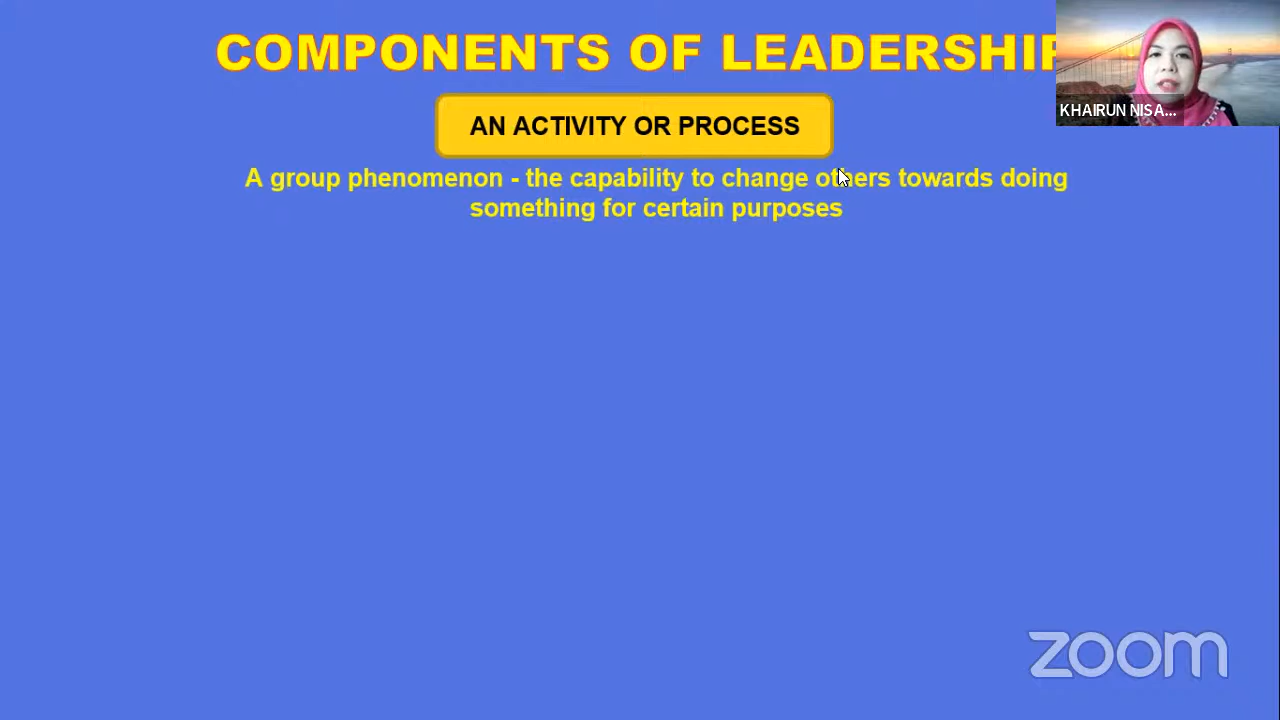 COMPONENTS OF LEADERSHIP
KHAIRUN NISA...
AN ACTIVITY OR PROCESS
A group phenomenon - the capability to change others towards doing
something for certain purposes
zoom